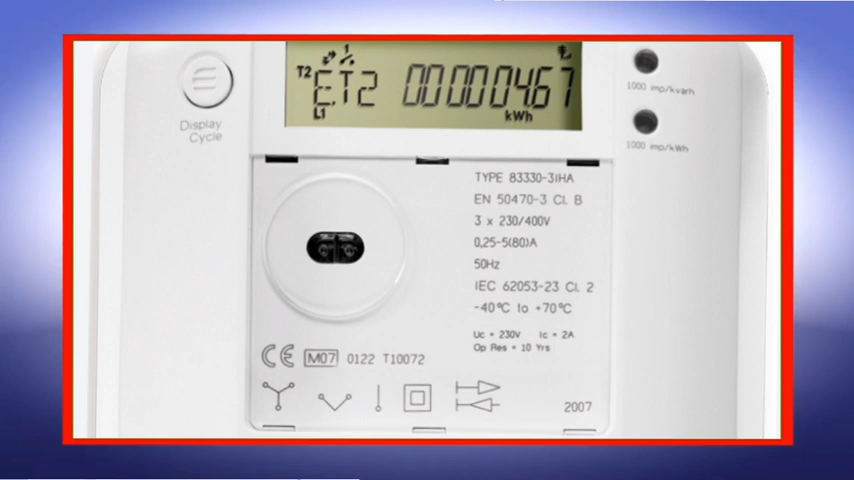 T2 E.T2 00000467
L1 kWh
Display
Cycle
1000 imp/kvarh
1000 imp/kWh
TYPE 83330-3IHA
EN 50470-3 Cl. B
3 x 230/400V
0,25-5(80)A
50Hz
IEC 62053-23 Cl. 2
-40°C to +70°C
Uc = 230V Ic = 2A
Op Res = 10 Yrs
CE M07 0122 T10072
2007